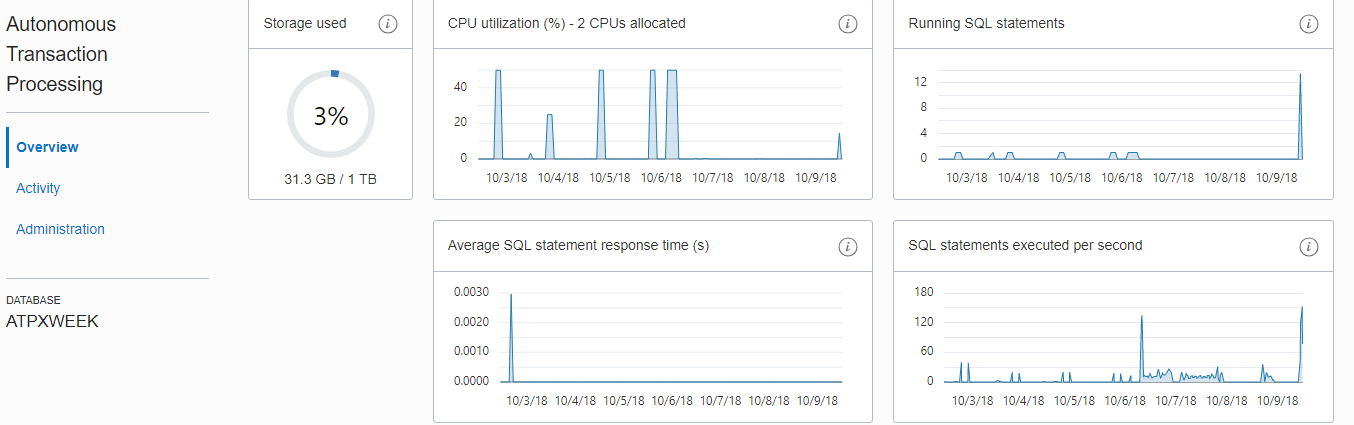 Autonomous
Transaction
Processing
Overview
Activity
Administration
DATABASE
ATPXWEEK
Storage used i
3%
31.3 GB / 1 TB
CPU utilization (%) - 2 CPUs allocated i
40
20
0
10/3/18 10/4/18 10/5/18 10/6/18 10/7/18 10/8/18 10/9/18
Running SQL statements i
12
8
4
0
10/3/18 10/4/18 10/5/18 10/6/18 10/7/18 10/8/18 10/9/18
Average SQL statement response time (s) i
0.0030
0.0020
0.0010
0.0000
10/3/18 10/4/18 10/5/18 10/6/18 10/7/18 10/8/18 10/9/18
SQL statements executed per second i
180
120
60
0
10/3/18 10/4/18 10/5/18 10/6/18 10/7/18 10/8/18 10/9/18